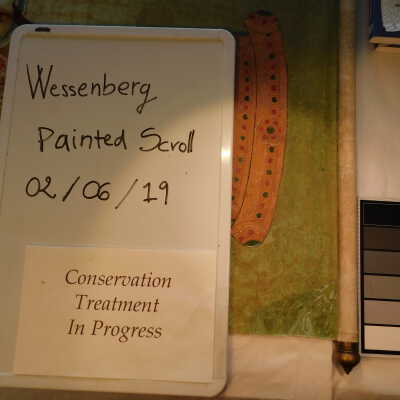 Wessenberg
Painted Scroll
02/06/19
Conservation
Treatment
In Progress